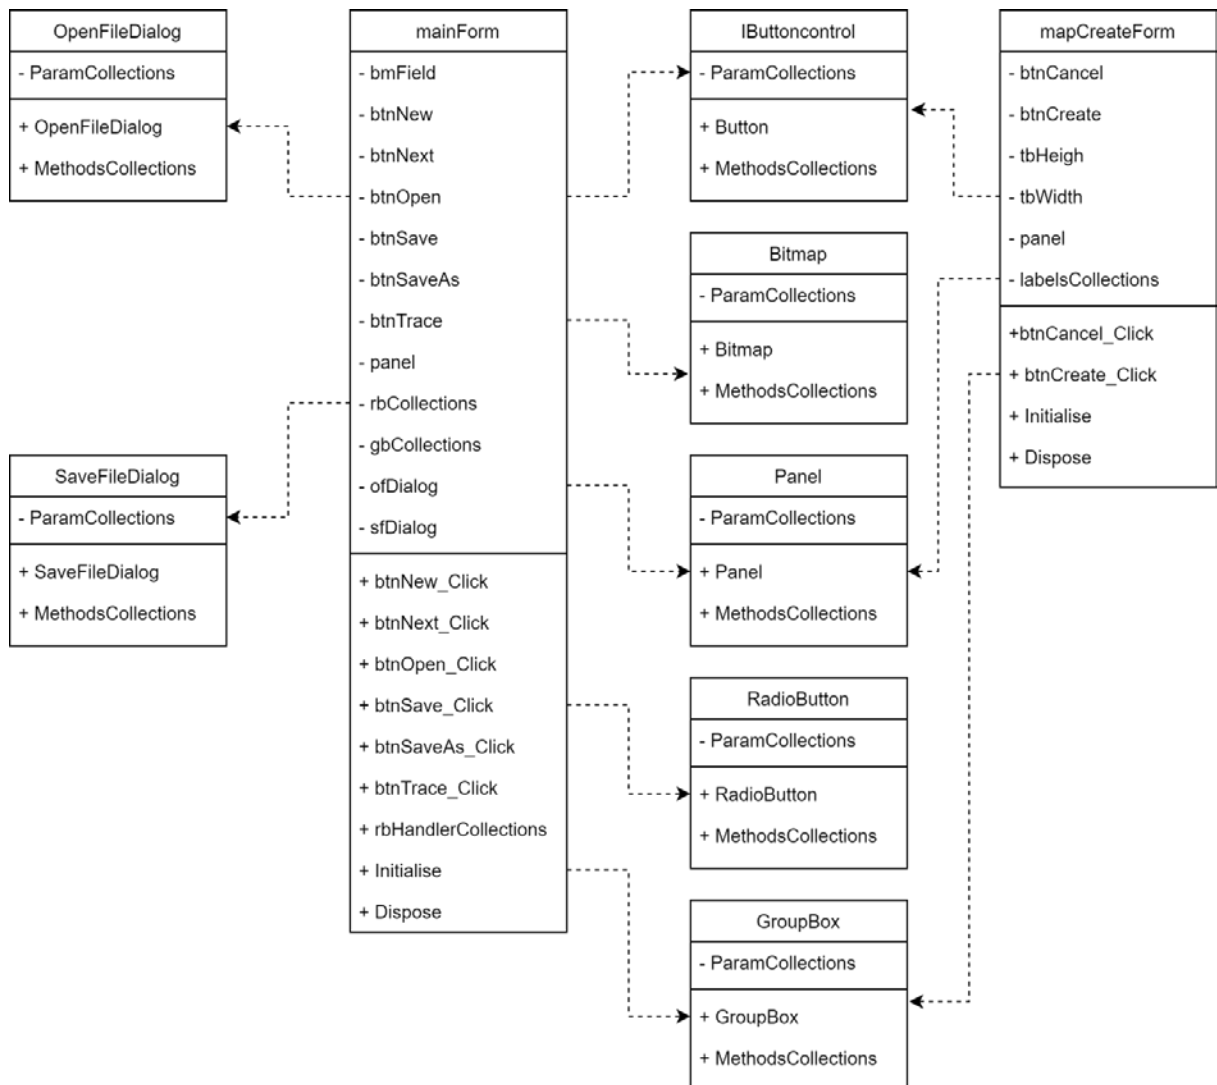 OpenFileDialog
- ParamCollections
+ OpenFileDialog
+ MethodsCollections
SaveFileDialog
- ParamCollections
+ SaveFileDialog
+ MethodsCollections
mainForm
- bmField
- btnNew
- btnNext
- btnOpen
- btnSave
- btnSaveAs
- btnTrace
- panel
- rbCollections
- gbCollections
- ofDialog
- sfDialog
+ btnNew_Click
+ btnNext_Click
+ btnOpen_Click
+ btnSave_Click
+ btnSaveAs_Click
+ btnTrace_Click
+ rbHandlerCollections
+ Initialise
+ Dispose
IButtoncontrol
- ParamCollections
+ Button
+ MethodsCollections
Bitmap
- ParamCollections
+ Bitmap
+ MethodsCollections
Panel
- ParamCollections
+ Panel
+ MethodsCollections
RadioButton
- ParamCollections
+ RadioButton
+ MethodsCollections
GroupBox
- ParamCollections
+ GroupBox
+ MethodsCollections
mapCreateForm
- btnCancel
- btnCreate
- tbHeigh
- tbWidth
- panel
- labelsCollections
+btnCancel_Click
+ btnCreate_Click
+ Initialise
+ Dispose